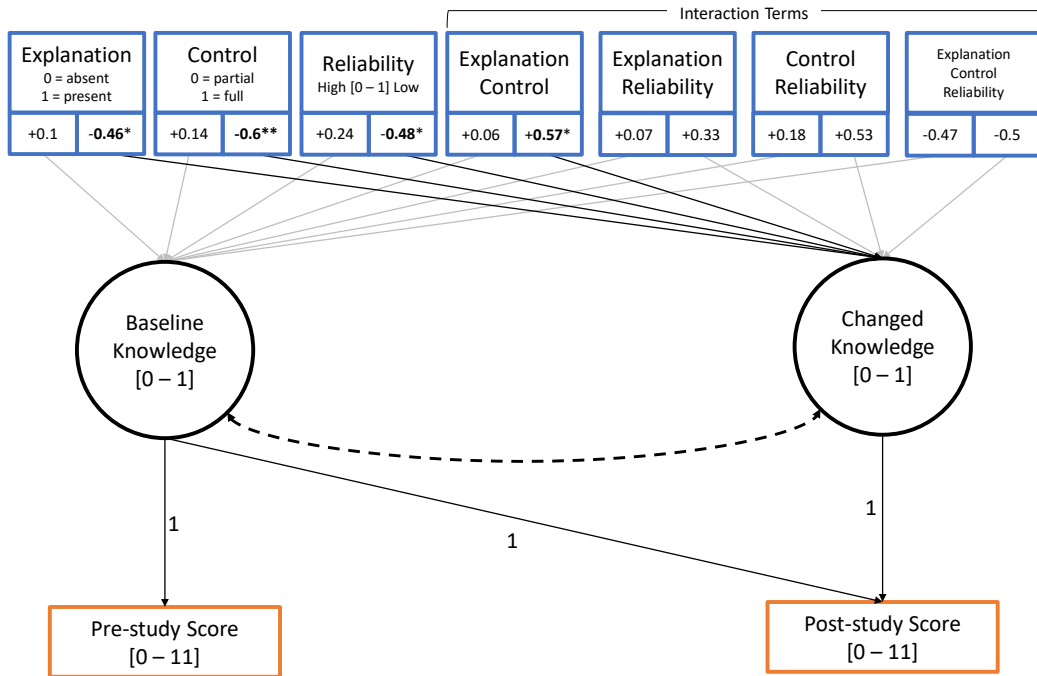 Interaction Terms
Explanation
0 = absent
1 = present
+0.1
-0.46*
Control
0 = partial
1 = full
+0.14
-0.6**
Reliability
High [0 – 1] Low
+0.24
-0.48*
Explanation
Control
+0.06
+0.57*
Explanation
Reliability
+0.07
+0.33
Control
Reliability
+0.18
+0.53
Explanation
Control
Reliability
-0.47
-0.5
Baseline
Knowledge
[0 – 1]
Changed
Knowledge
[0 – 1]
1
1
1
Pre-study Score
[0 – 11]
Post-study Score
[0 – 11]